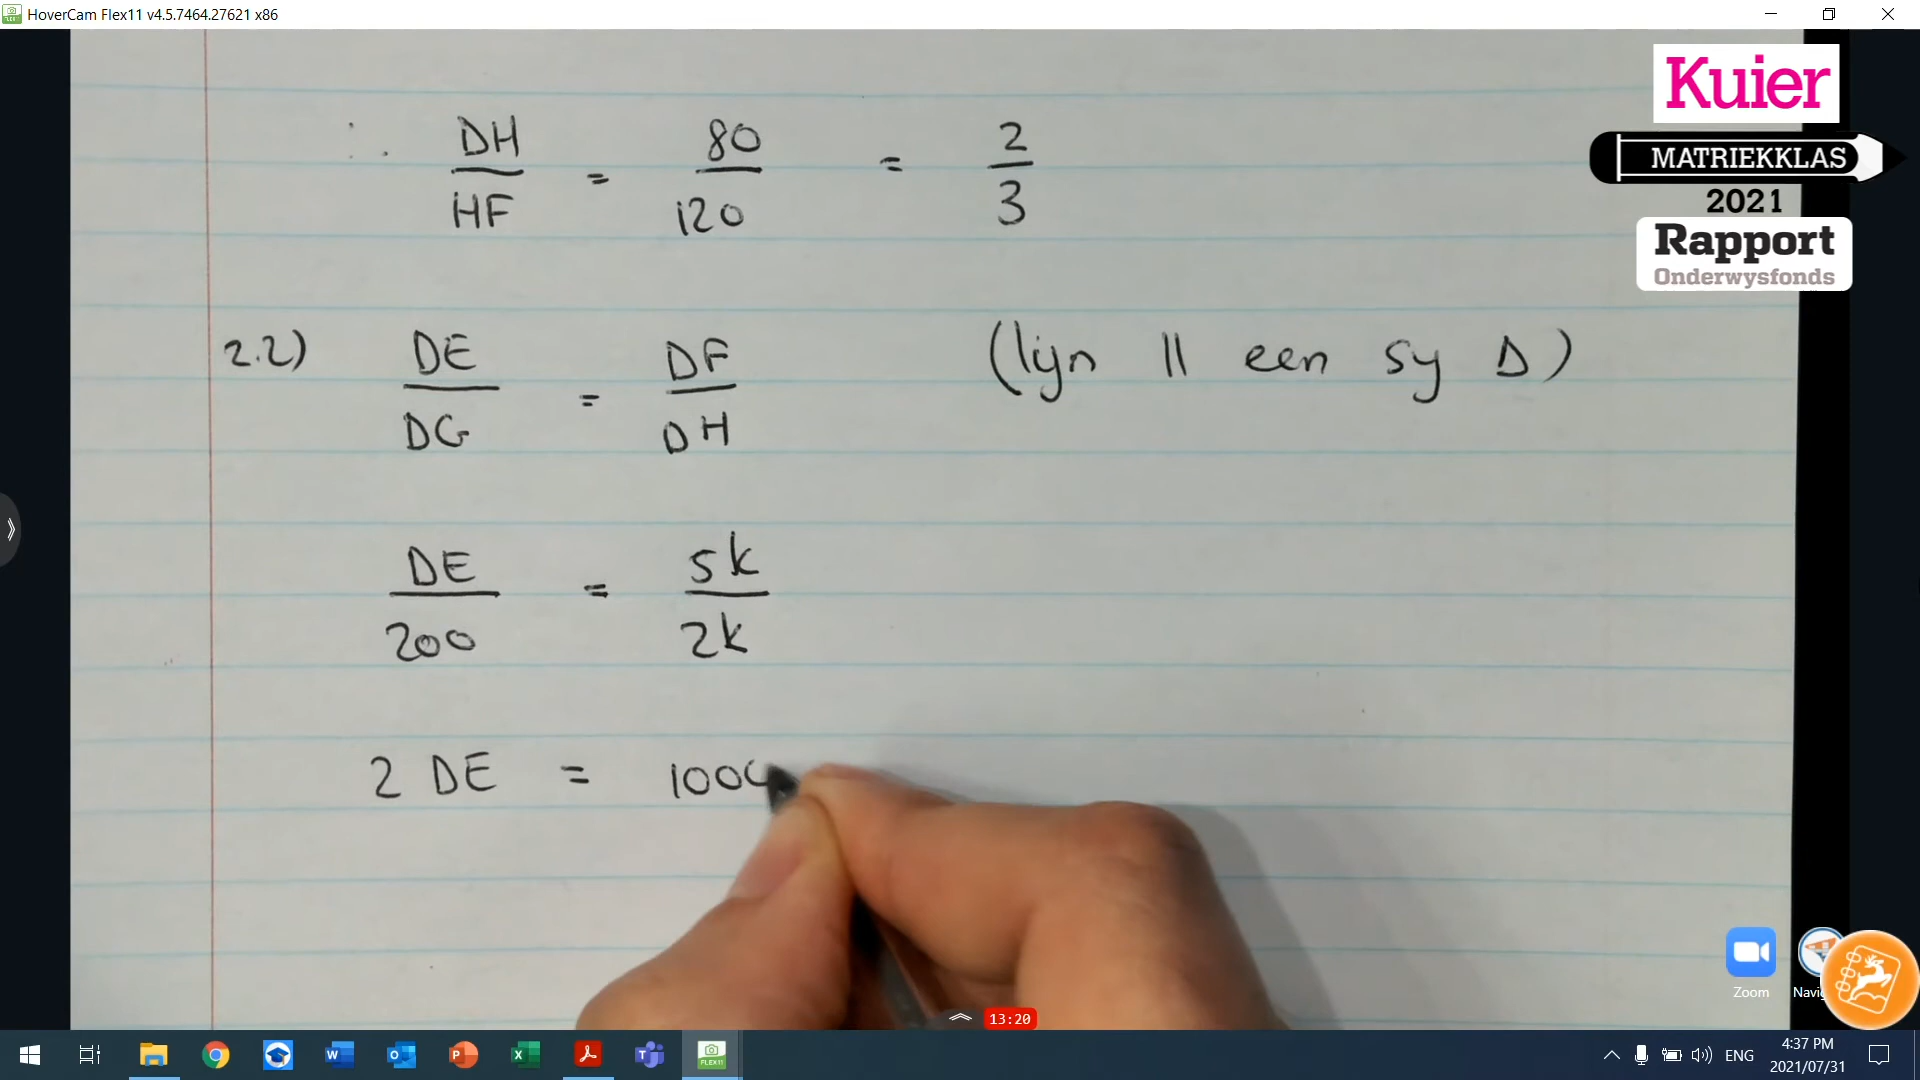 HoverCam Flex11 v4.5.7464.27621 x86
Kuier
MATRIEKKLAS
2021
Rapport
Onderwysfonds
∴ DH/HF = 80/120 = 2/3
2.2) DE/DG = DF/DH (lyn || een sy Δ)
DE/200 = 5k/2k
2 DE = 1000
Zoom
13:20
ENG
4:37 PM
2021/07/31
FLEX11